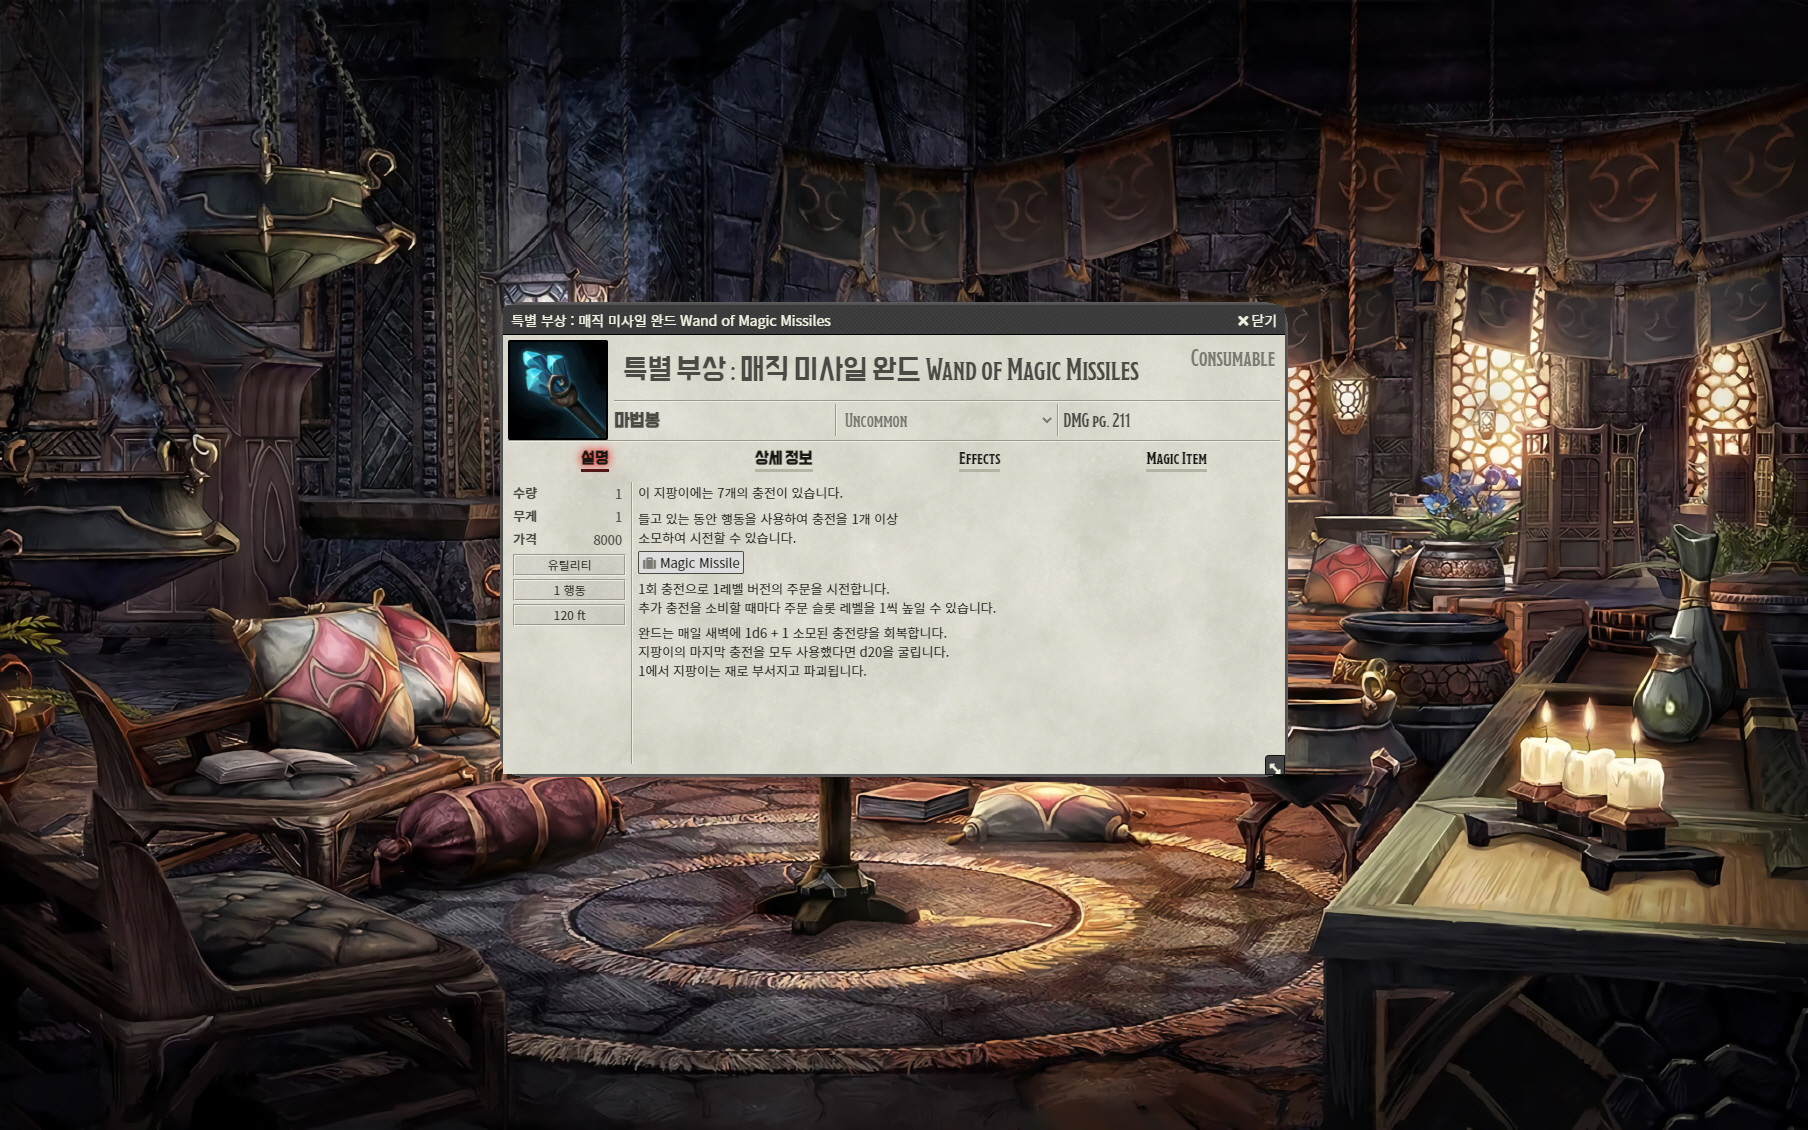 특별 부상 : 매직 미사일 완드 Wand of Magic Missiles
닫기
특별 부상 : 매직 미사일 완드 Wand of Magic Missiles
Consumable
마법봉
Uncommon
DMG pg. 211
설명
상세 정보
Effects
Magic Item
수량 1
무게 1
가격 8000
유틸리티
1 행동
120 ft
이 지팡이에는 7개의 충전이 있습니다.
들고 있는 동안 행동을 사용하여 충전을 1개 이상
소모하여 시전할 수 있습니다.
Magic Missile
1회 충전으로 1레벨 버전의 주문을 시전합니다.
추가 충전을 소비할 때마다 주문 슬롯 레벨을 1씩 높일 수 있습니다.
완드는 매일 새벽에 1d6 + 1 소모된 충전량을 회복합니다.
지팡이의 마지막 충전을 모두 사용했다면 d20을 굴립니다.
1에서 지팡이는 재로 부서지고 파괴됩니다.